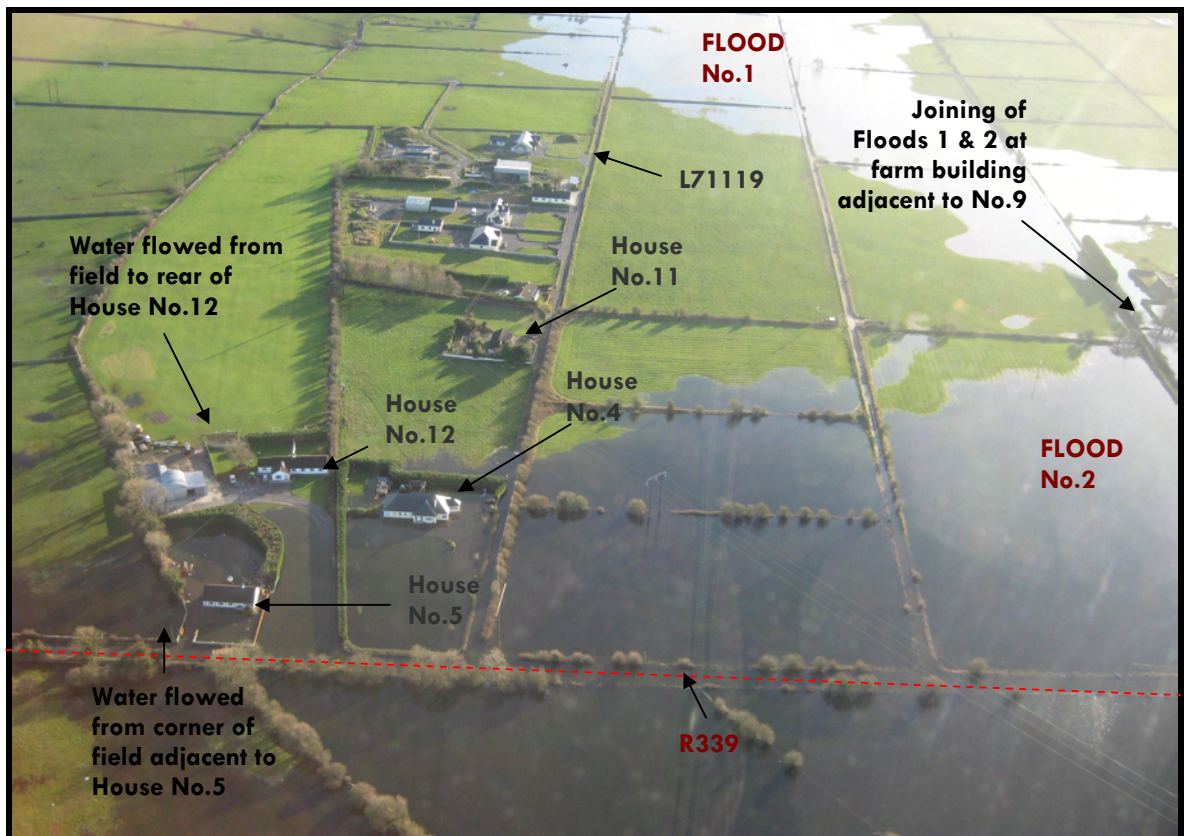 FLOOD
No.1
Joining of
Floods 1 & 2 at
farm building
adjacent to No.9
L71119
Water flowed from
field to rear of
House No.12
House
No.11
House
No.4
House
No.12
FLOOD
No.2
House
No.5
Water flowed
from corner of
field adjacent to
House No.5
R339